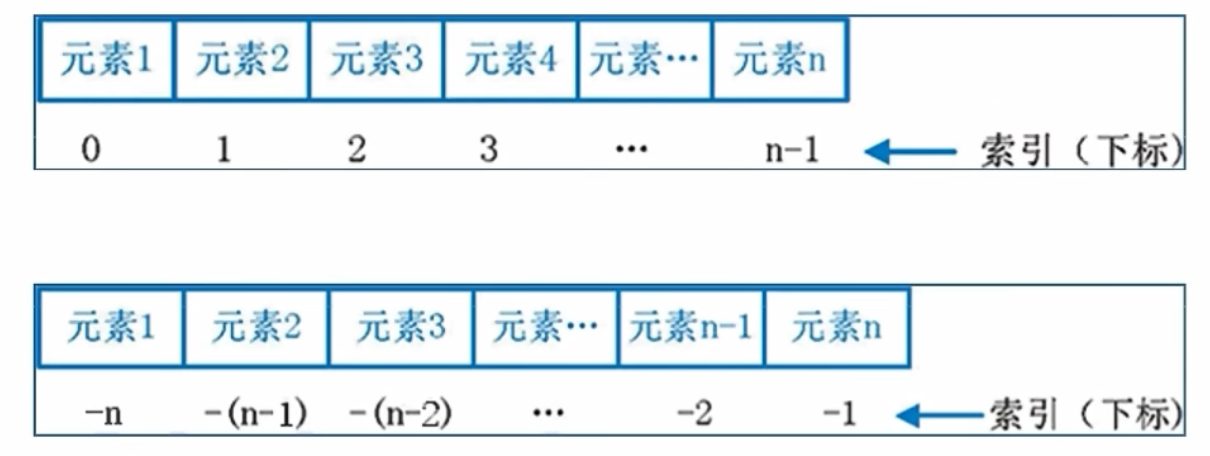 元素1 元素2 元素3 元素4 元素… 元素n
0 1 2 3 … n-1 索引（下标）
元素1 元素2 元素3 元素… 元素n-1 元素n
-n -(n-1) -(n-2) … -2 -1 索引（下标）